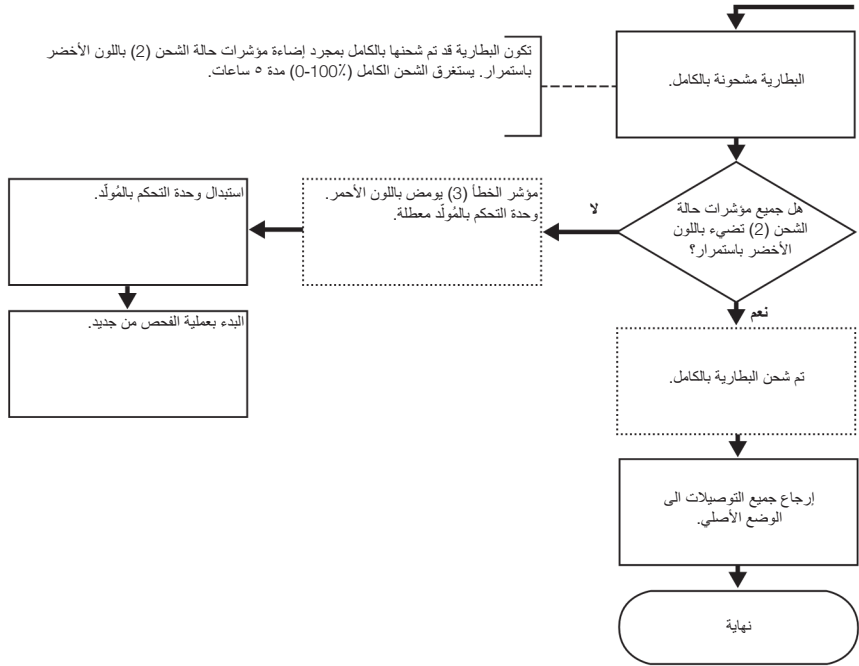 البطارية مشحونة بالكامل.
تكون البطارية قد تم شحنها بالكامل بمجرد إضاءة مؤشرات حالة الشحن (2) باللون الأخضر
باستمرار. يستغرق الشحن الكامل (٪100-0) مدة ٥ ساعات.
هل جميع مؤشرات حالة
الشحن (2) تضيء باللون
الأخضر باستمرار؟
لا
مؤشر الخطأ (3) يومض باللون الأحمر.
وحدة التحكم بالمُولّد معطلة.
استبدال وحدة التحكم بالمُولّد.
البدء بعملية الفحص من جديد.
نعم
تم شحن البطارية بالكامل.
إرجاع جميع التوصيلات الى
الوضع الأصلي.
نهاية